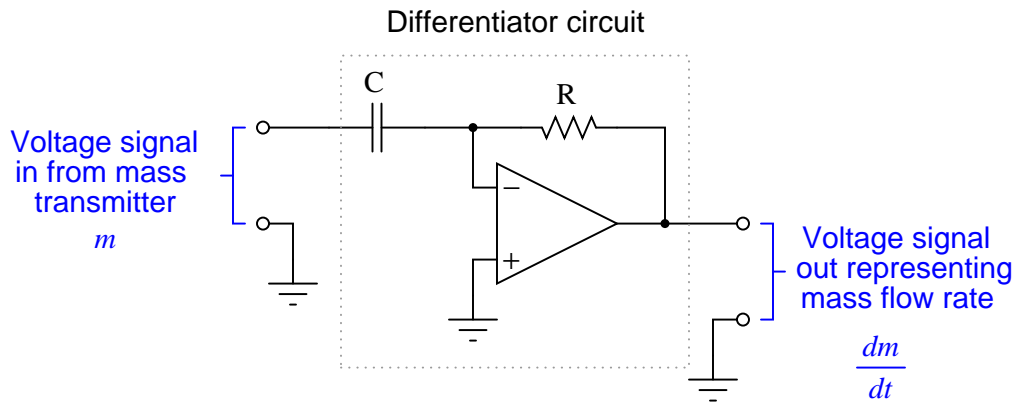 Differentiator circuit
C
R
Voltage signal
in from mass
transmitter
m
−
+
Voltage signal
out representing
mass flow rate
dm
dt